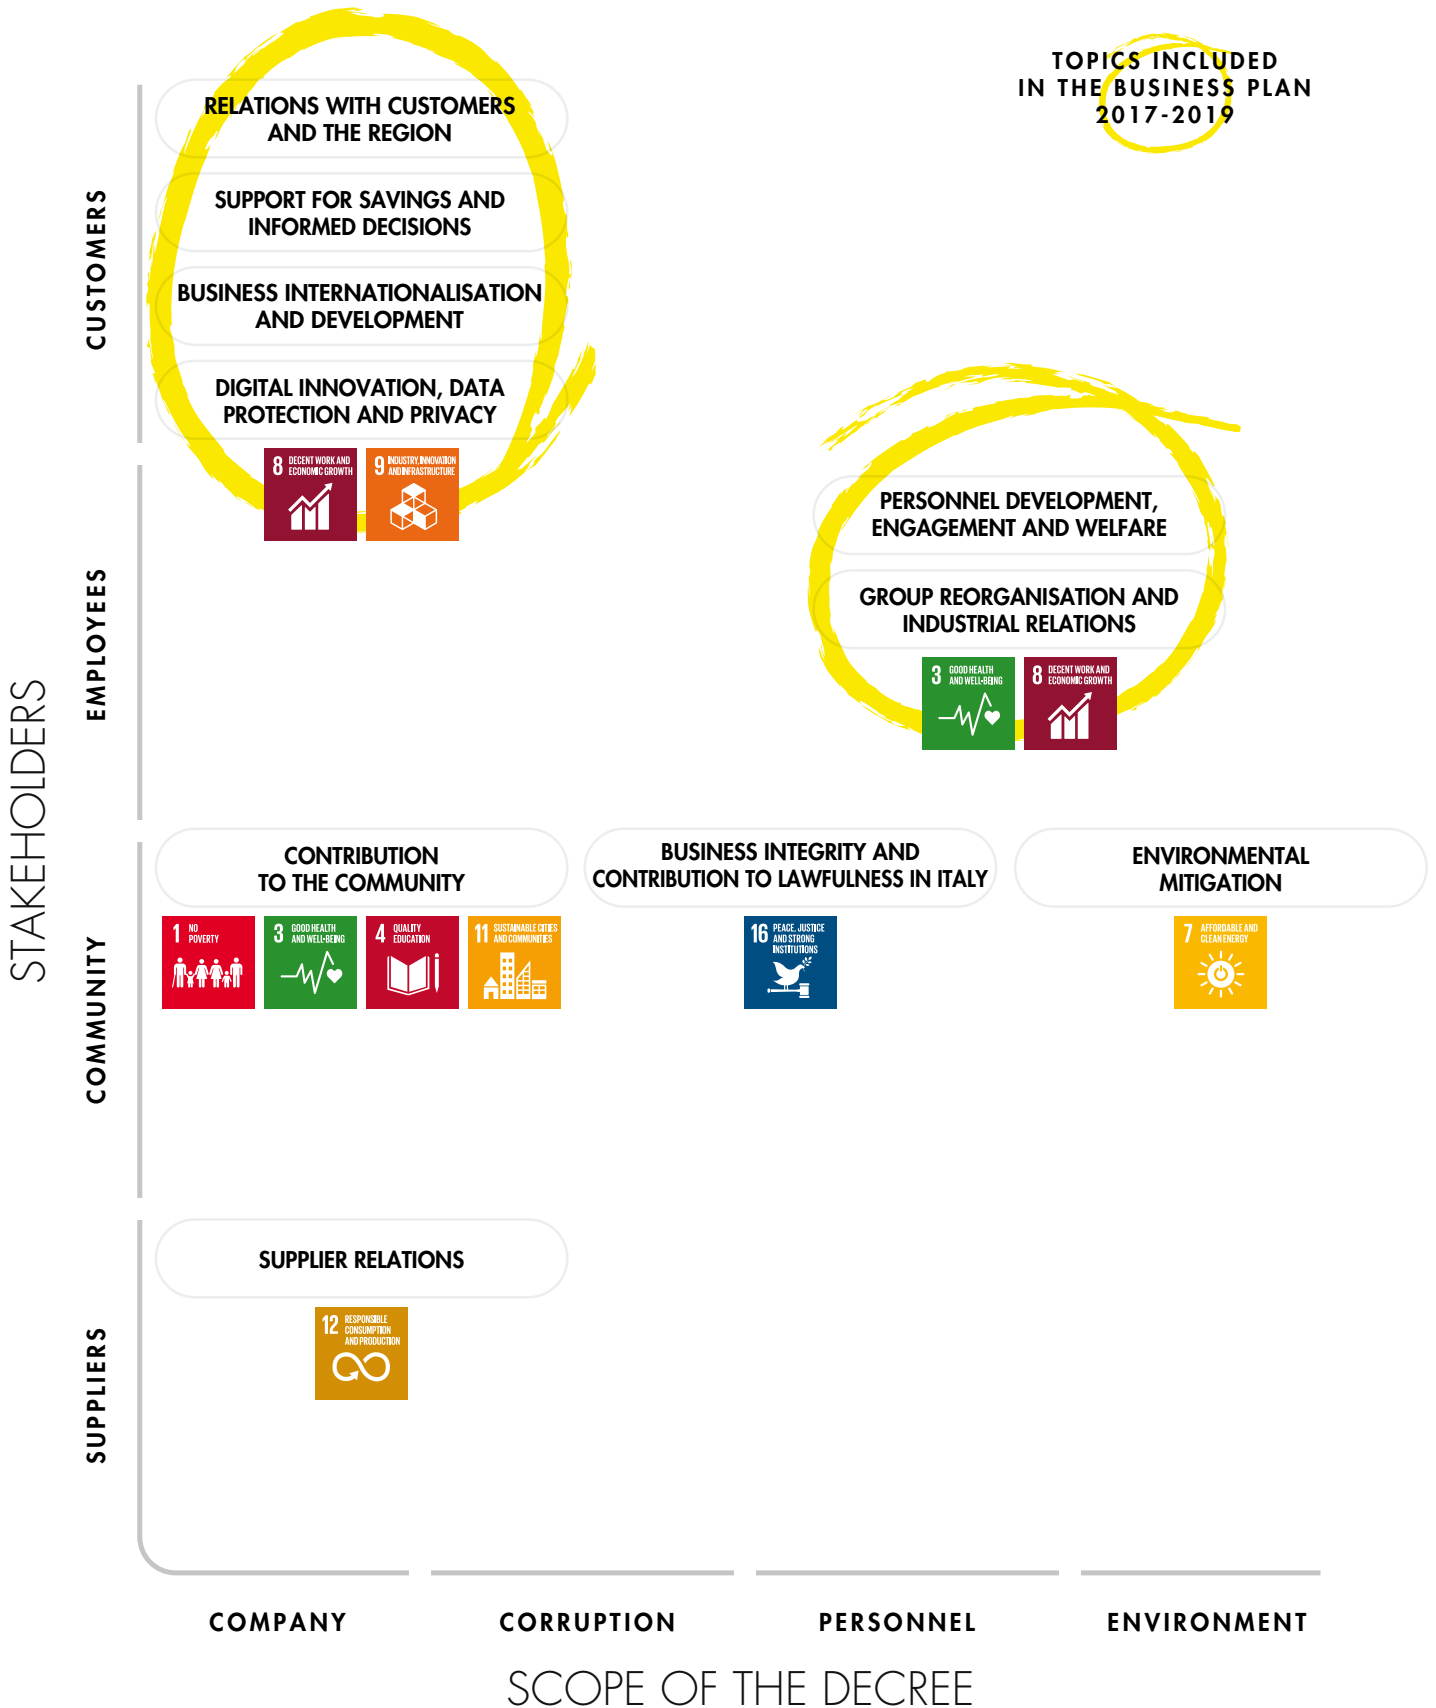 TOPICS INCLUDED
IN THE BUSINESS PLAN
2017-2019
STAKEHOLDERS
CUSTOMERS
RELATIONS WITH CUSTOMERS
AND THE REGION
SUPPORT FOR SAVINGS AND
INFORMED DECISIONS
BUSINESS INTERNATIONALISATION
AND DEVELOPMENT
DIGITAL INNOVATION, DATA
PROTECTION AND PRIVACY
8 DECENT WORK AND
ECONOMIC GROWTH
9 INDUSTRY, INNOVATION
AND INFRASTRUCTURE
EMPLOYEES
PERSONNEL DEVELOPMENT,
ENGAGEMENT AND WELFARE
GROUP REORGANISATION AND
INDUSTRIAL RELATIONS
3 GOOD HEALTH
AND WELL-BEING
8 DECENT WORK AND
ECONOMIC GROWTH
COMMUNITY
CONTRIBUTION
TO THE COMMUNITY
1 NO
POVERTY
3 GOOD HEALTH
AND WELL-BEING
4 QUALITY
EDUCATION
11 SUSTAINABLE CITIES
AND COMMUNITIES
BUSINESS INTEGRITY AND
CONTRIBUTION TO LAWFULNESS IN ITALY
16 PEACE, JUSTICE
AND STRONG
INSTITUTIONS
ENVIRONMENTAL
MITIGATION
7 AFFORDABLE AND
CLEAN ENERGY
SUPPLIERS
SUPPLIER RELATIONS
12 RESPONSIBLE
CONSUMPTION
AND PRODUCTION
COMPANY
CORRUPTION
PERSONNEL
ENVIRONMENT
SCOPE OF THE DECREE